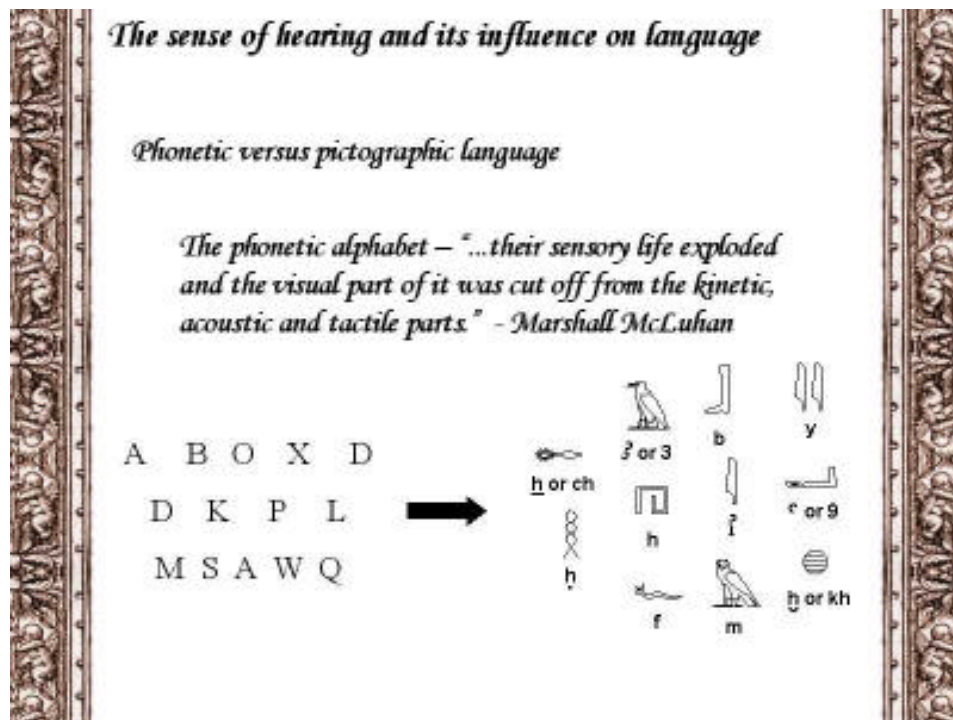 The sense of hearing and its influence on language
Phonetic versus pictographic language
The phonetic alphabet – “...their sensory life exploded
and the visual part of it was cut off from the kinetic,
acoustic and tactile parts.” - Marshall McLuhan
A B O X D
D K P L
M S A W Q
ꜣ or 3
b
y
ẖ or ch
h
ꞽ
ꜥ or 9
ḥ
f
m
ḫ or kh